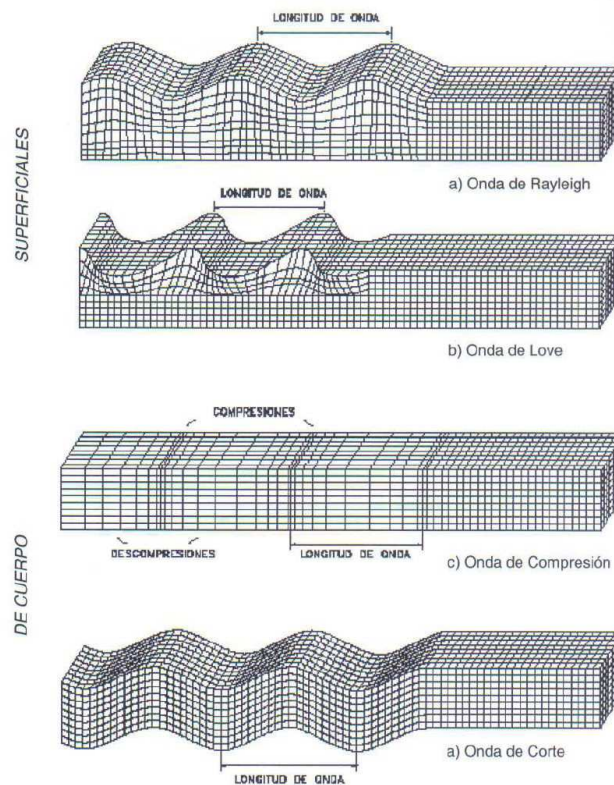 LONGITUD DE ONDA
SUPERFICIALES
a) Onda de Rayleigh
LONGITUD DE ONDA
b) Onda de Love
COMPRESIONES
DE CUERPO
DESCOMPRESIONES
LONGITUD DE ONDA
c) Onda de Compresión
a) Onda de Corte
LONGITUD DE ONDA